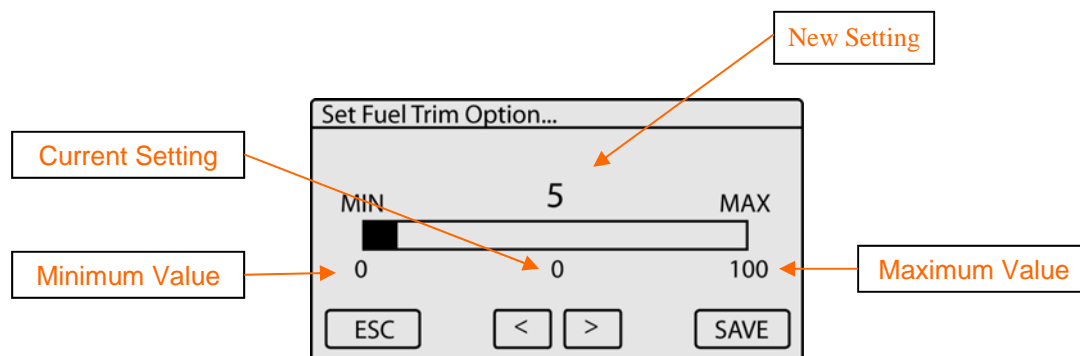 New Setting
Set Fuel Trim Option...
Current Setting
5
MIN MAX
Minimum Value
0 0 100
Maximum Value
ESC < > SAVE